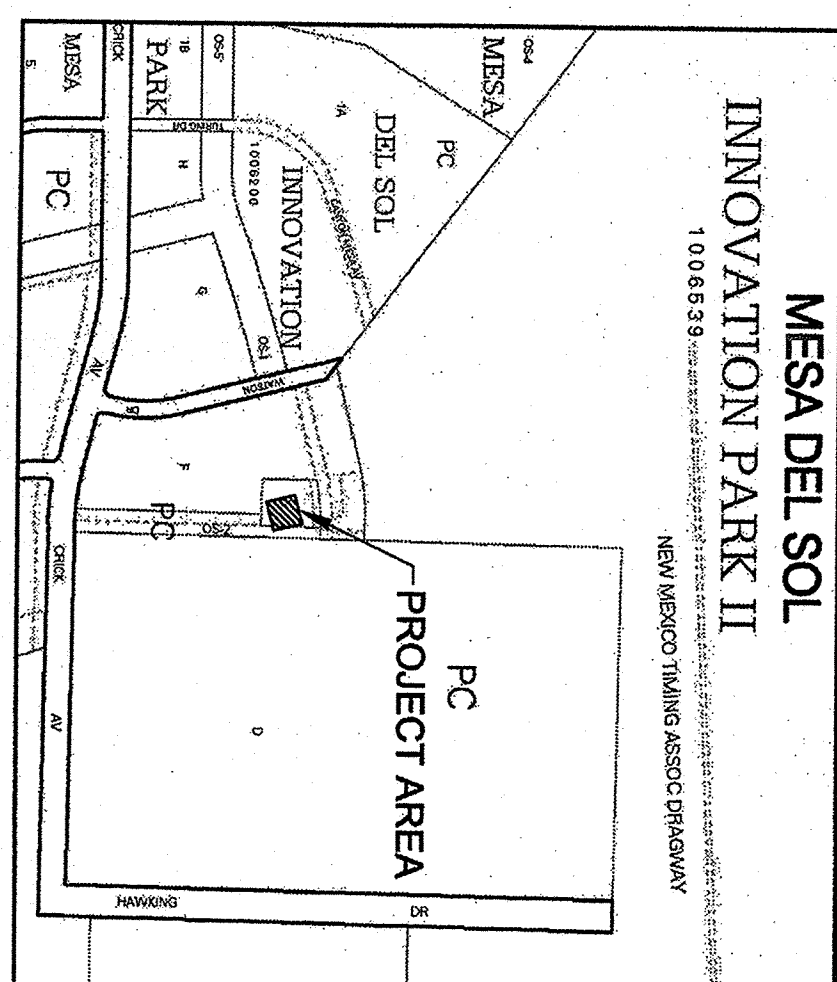 MESA DEL SOL
INNOVATION PARK II
1006539
NEW MEXICO TIMING ASSOC DRAGWAY
OS-4
MESA
PC
DEL SOL
1A
INNOVATION
1006206
OS-5
1B
PARK
TURING DR
H
CRICK
MESA
5
PC
G
OS-1
WATSON
DR
AV
F
PC
OS-2
PROJECT AREA
PC
D
CRICK
AV
HAWKING
DR